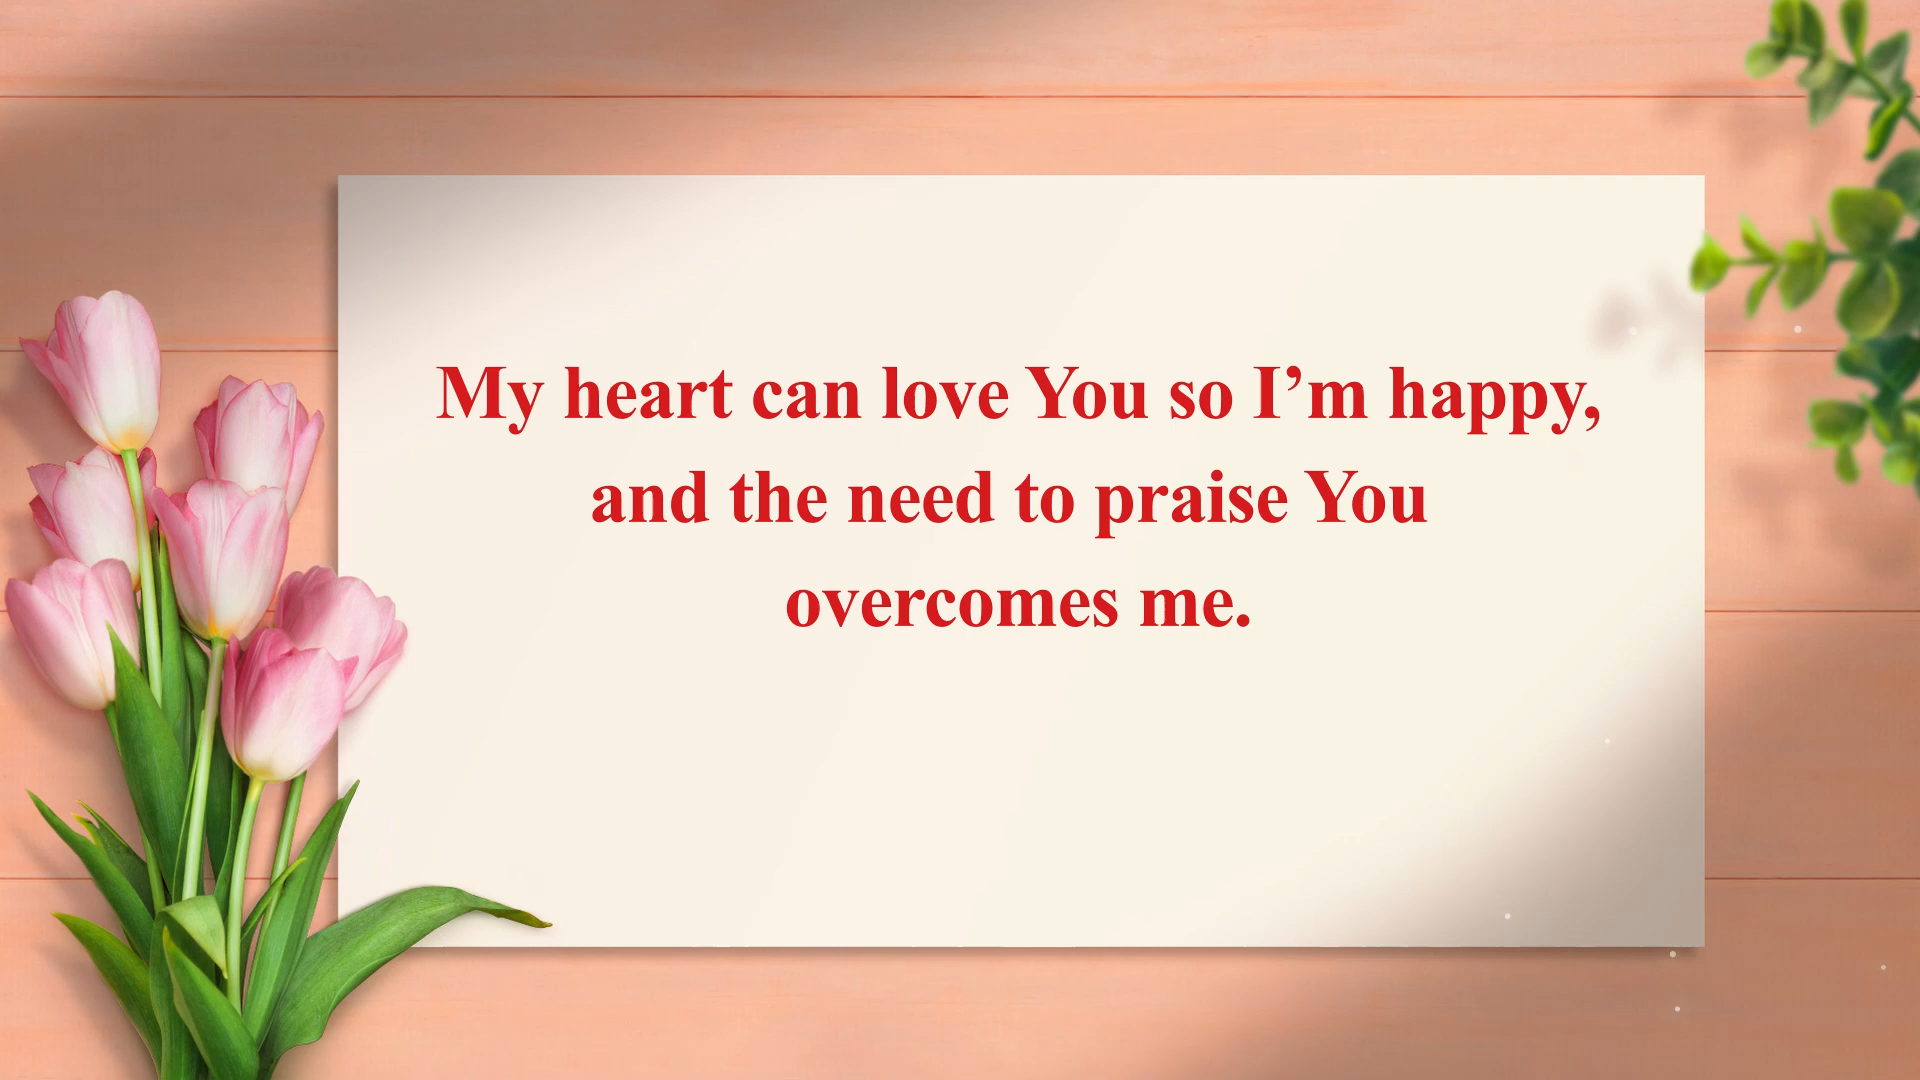 My heart can love You so I’m happy,
and the need to praise You
overcomes me.